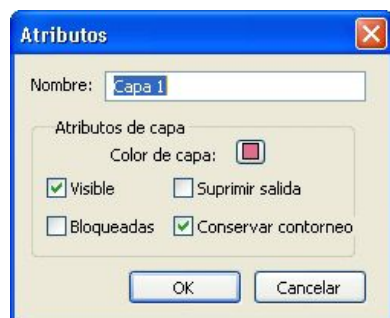 Atributos
Nombre: Capa 1
Atributos de capa
Color de capa:
Visible Suprimir salida
Bloqueadas Conservar contorneo
OK Cancelar